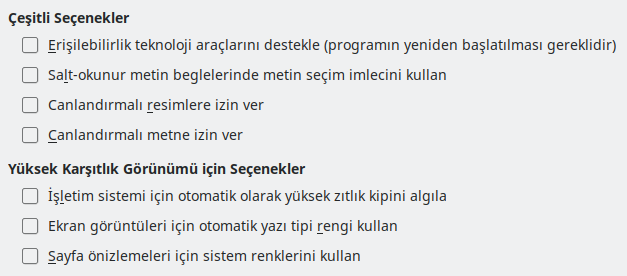 Çeşitli Seçenekler
Erişilebilirlik teknoloji araçlarını destekle (programın yeniden başlatılması gereklidir)
Salt-okunur metin beglelerinde metin seçim imlecini kullan
Canlandırmalı resimlere izin ver
Canlandırmalı metne izin ver
Yüksek Karşıtlık Görünümü için Seçenekler
İşletim sistemi için otomatik olarak yüksek zıtlık kipini algıla
Ekran görüntüleri için otomatik yazı tipi rengi kullan
Sayfa önizlemeleri için sistem renklerini kullan